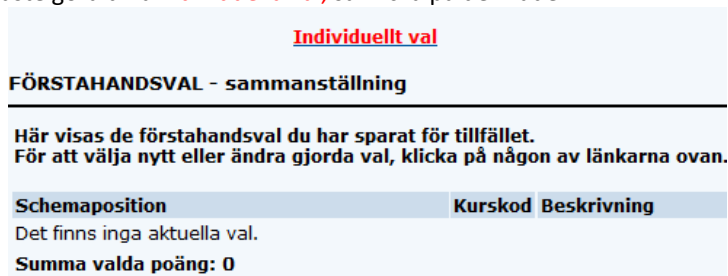 Individuellt val
FÖRSTAHANDSVAL - sammanställning
Här visas de förstahandsval du har sparat för tillfället.
För att välja nytt eller ändra gjorda val, klicka på någon av länkarna ovan.
Schemaposition Kurskod Beskrivning
Det finns inga aktuella val.
Summa valda poäng: 0